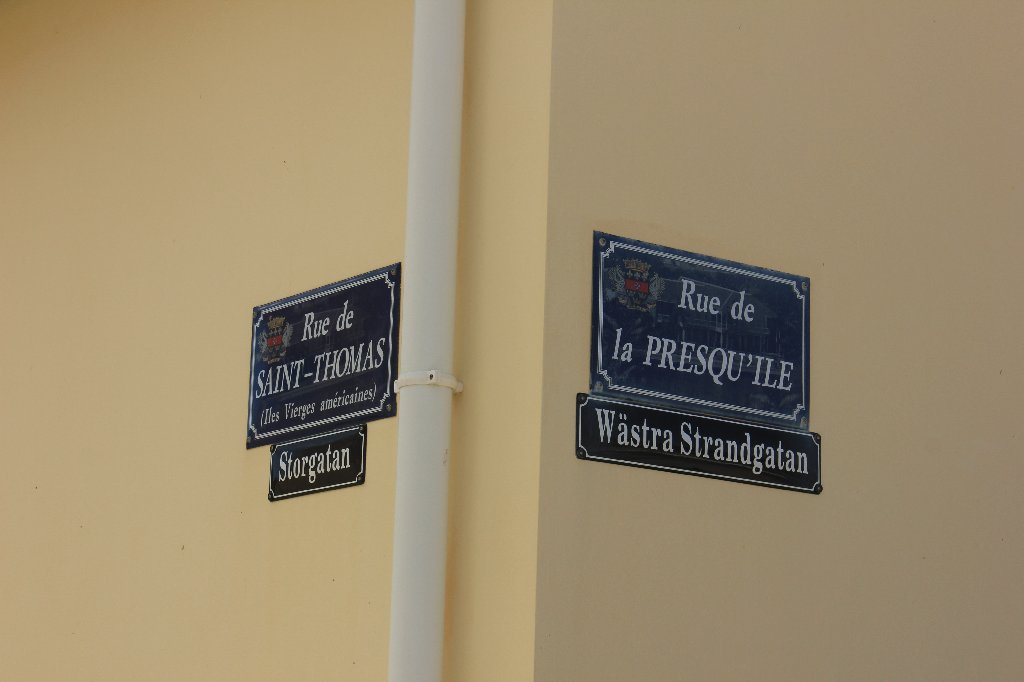 Rue de
SAINT-THOMAS
(Iles Vierges américaines)
Storgatan
Rue de
la PRESQU'ILE
Wästra Strandgatan